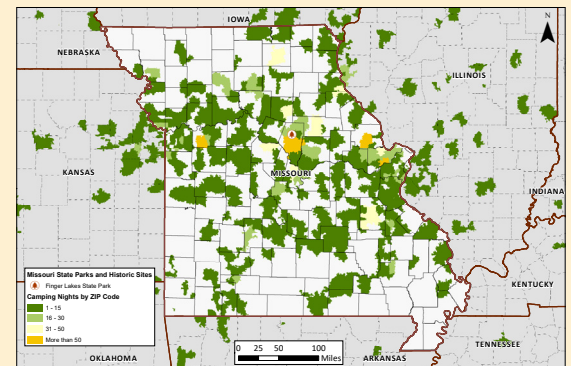 IOWA
N
NEBRASKA
ILLINOIS
KANSAS
MISSOURI
INDIANA
Missouri State Parks and Historic Sites
Finger Lakes State Park
Camping Nights by ZIP Code
1 - 15
16 - 30
31 - 50
More than 50
KENTUCKY
0 25 50 100
Miles
TENNESSEE
OKLAHOMA
ARKANSAS